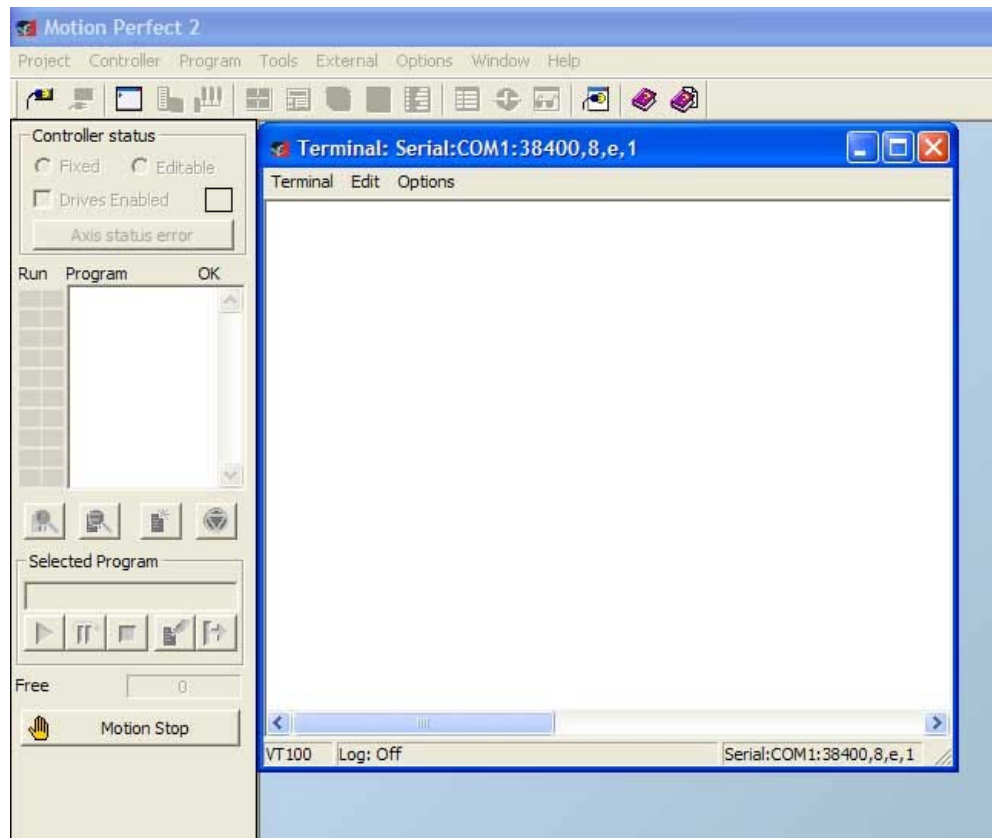 Motion Perfect 2
Project Controller Program Tools External Options Window Help
Controller status
Fixed Editable
Drives Enabled
Axis status error
Run Program OK
Selected Program
Free 0
Motion Stop
Terminal: Serial:COM1:38400,8,e,1
Terminal Edit Options
VT100 Log: Off Serial:COM1:38400,8,e,1